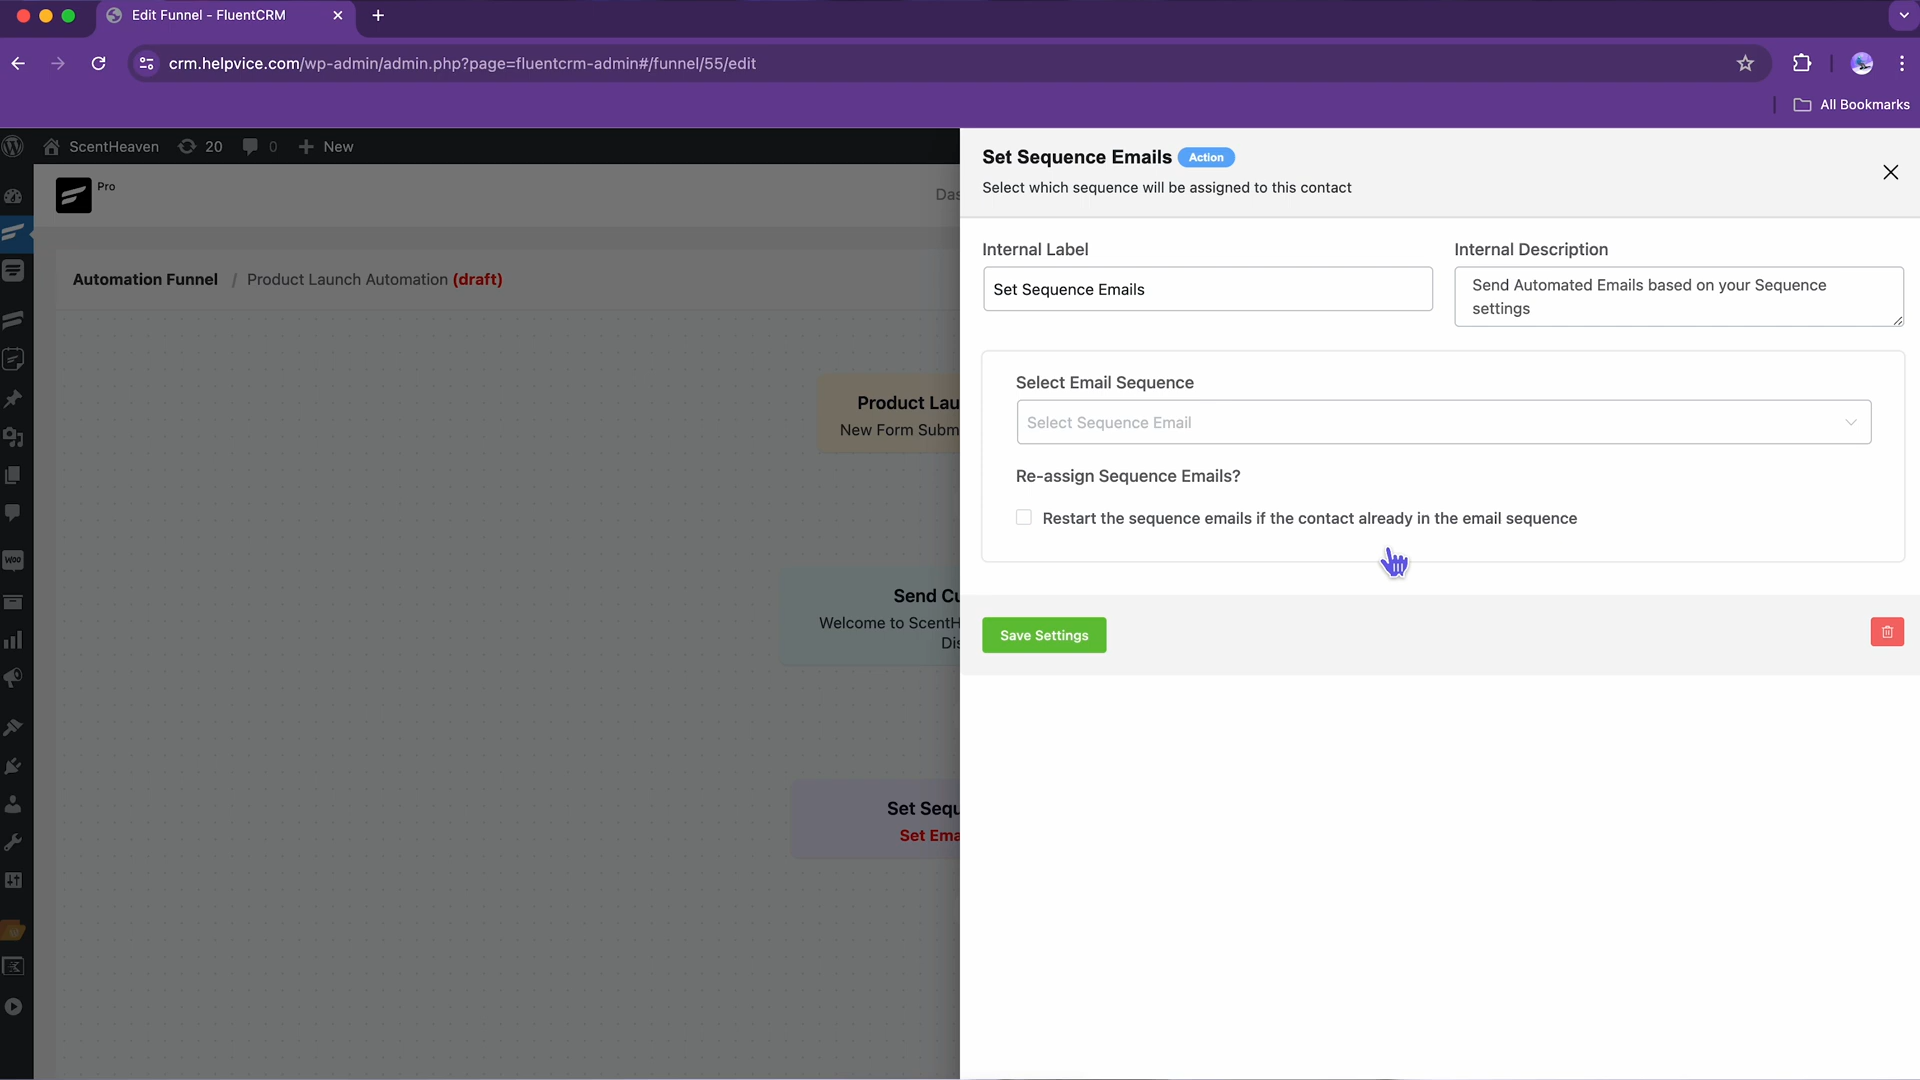 Edit Funnel - FluentCRM
crm.helpvice.com/wp-admin/admin.php?page=fluentcrm-admin#/funnel/55/edit
All Bookmarks
ScentHeaven
20
0
New
Pro
Das
Automation Funnel / Product Launch Automation (draft)
Product Lau
New Form Subm
Send Cu
Welcome to ScentH
Dis
Set Sequ
Set Ema
Set Sequence Emails
Action
Select which sequence will be assigned to this contact
Internal Label
Set Sequence Emails
Internal Description
Send Automated Emails based on your Sequence
settings
Select Email Sequence
Select Sequence Email
Re-assign Sequence Emails?
Restart the sequence emails if the contact already in the email sequence
Save Settings
WOO